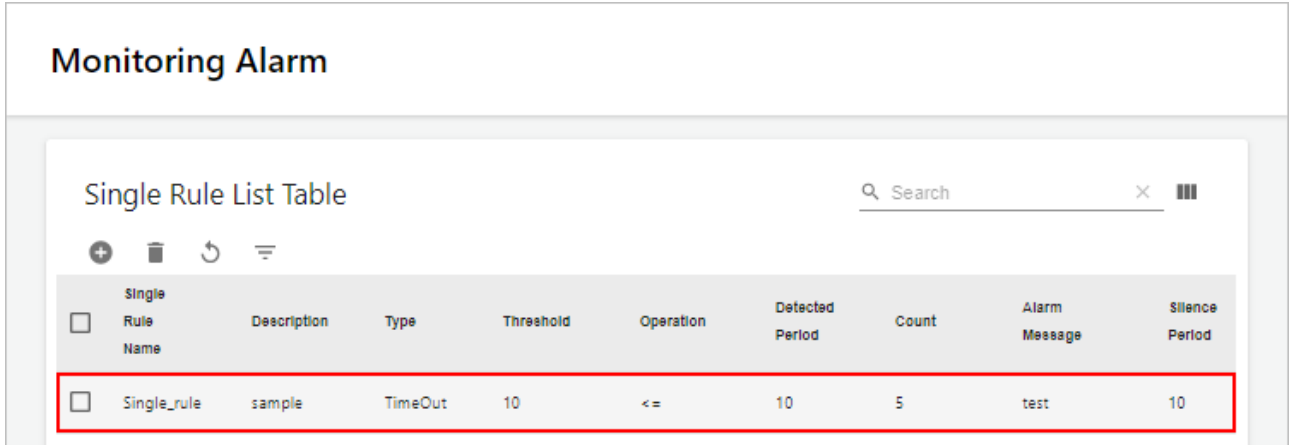 Monitoring Alarm
Single Rule List Table
Search
Single Rule Name Description Type Threshold Operation Detected Period Count Alarm Message Silence Period
Single_rule sample TimeOut 10 <= 10 5 test 10